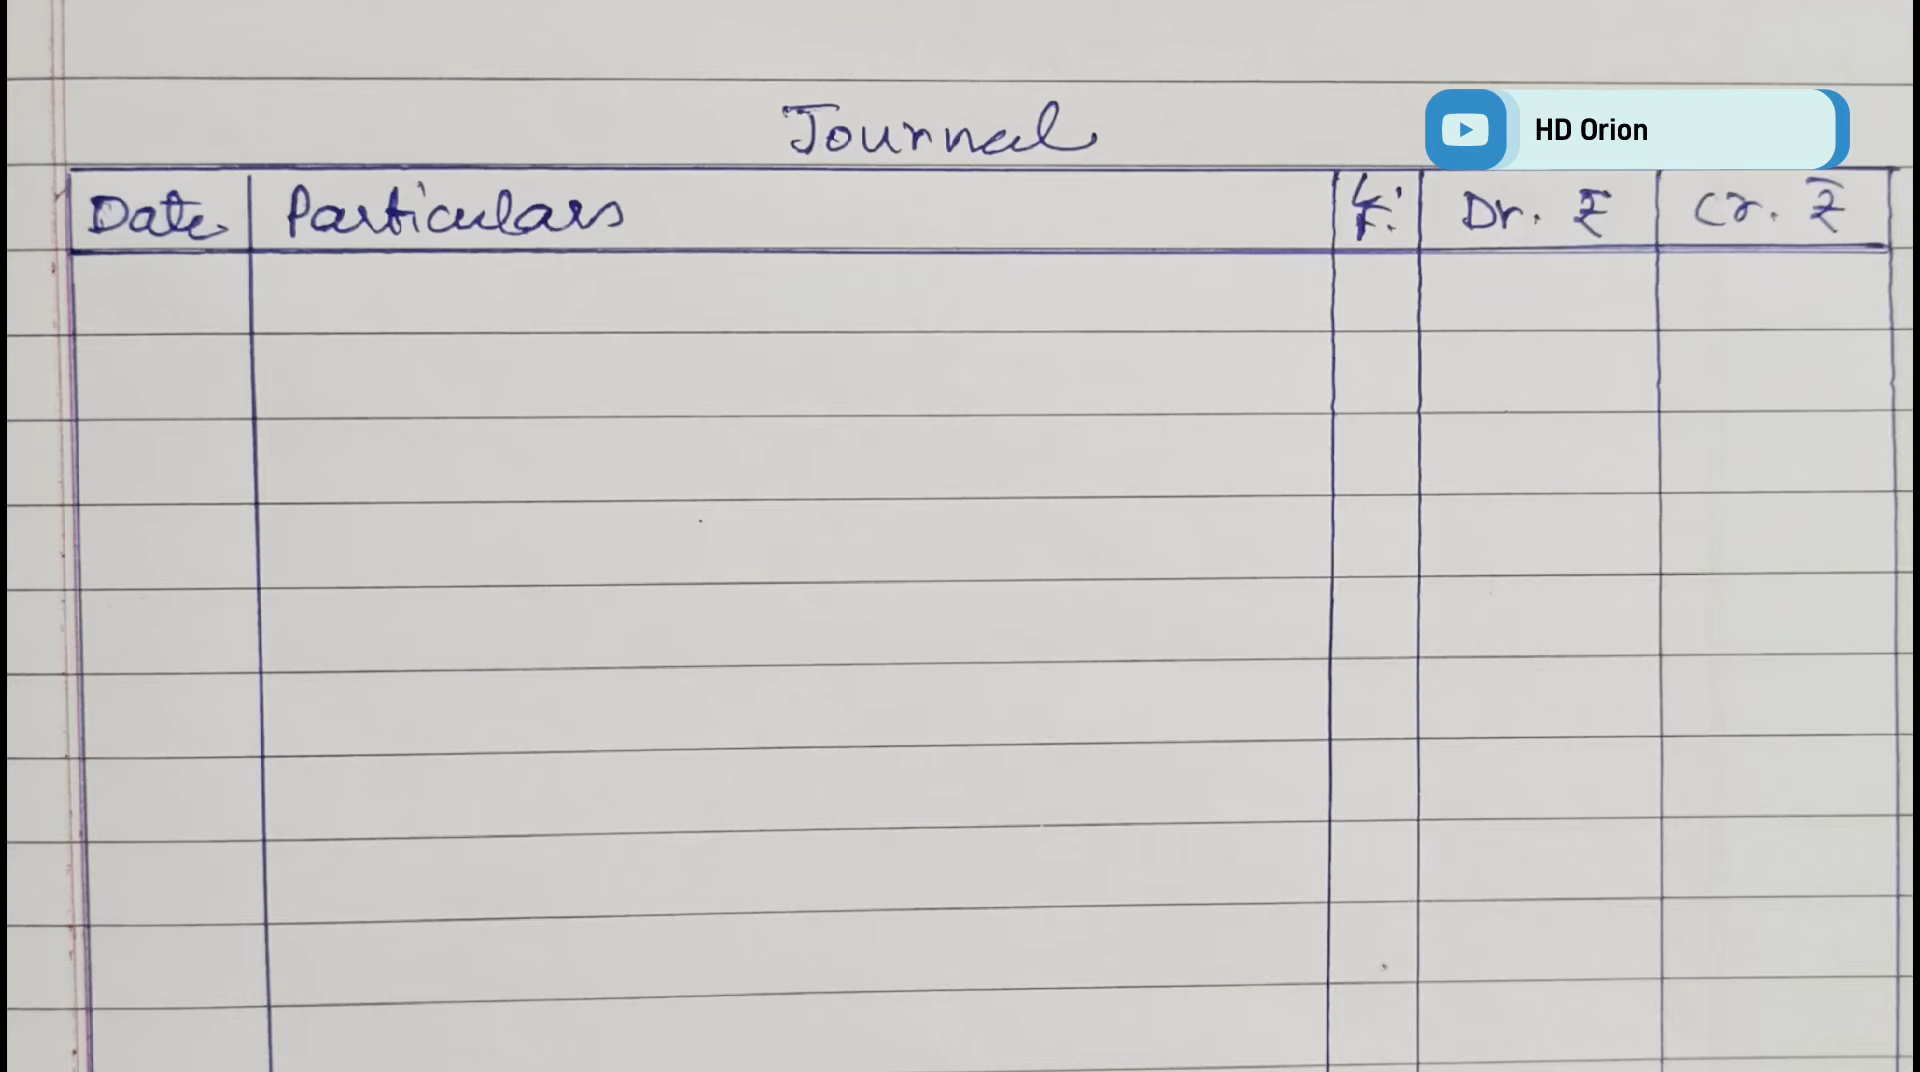 Journal
HD Orion
Date Particulars L.F. Dr. ₹ Cr. ₹